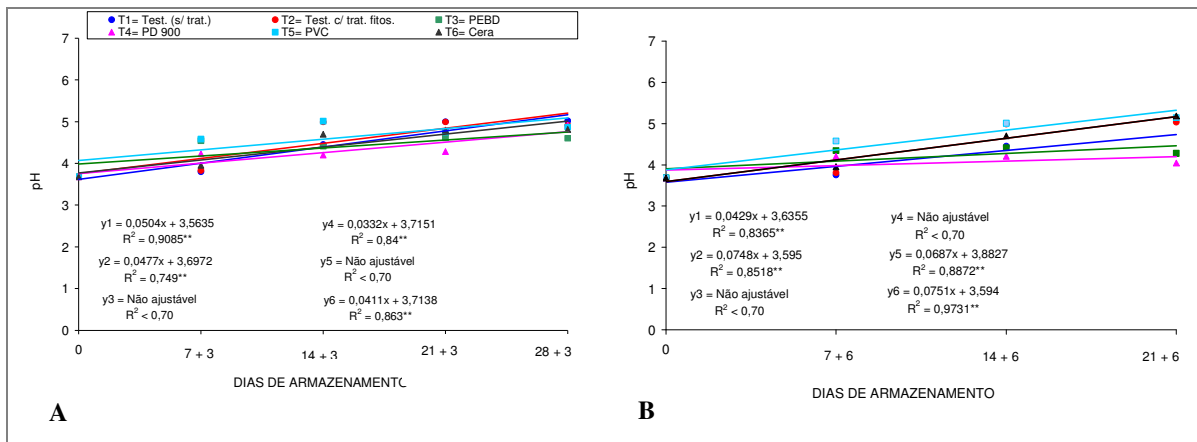 T1= Test. (s/ trat.) T2= Test. c/ trat. fitos. T3= PEBD
T4= PD 900 T5= PVC T6= Cera
pH
7
6
5
4
3
2
1
0
y1 = 0,0504x + 3,5635
R² = 0,9085**
y2 = 0,0477x + 3,6972
R² = 0,749**
y3 = Não ajustável
R² < 0,70
y4 = 0,0332x + 3,7151
R² = 0,84**
y5 = Não ajustável
R² < 0,70
y6 = 0,0411x + 3,7138
R² = 0,863**
0 7 + 3 14 + 3 21 + 3 28 + 3
DIAS DE ARMAZENAMENTO
A
pH
7
6
5
4
3
2
1
0
y1 = 0,0429x + 3,6355
R² = 0,8365**
y2 = 0,0748x + 3,595
R² = 0,8518**
y3 = Não ajustável
R² < 0,70
y4 = Não ajustável
R² < 0,70
y5 = 0,0687x + 3,8827
R² = 0,8872**
y6 = 0,0751x + 3,594
R² = 0,9731**
0 7 + 6 14 + 6 21 + 6
DIAS DE ARMAZENAMENTO
B